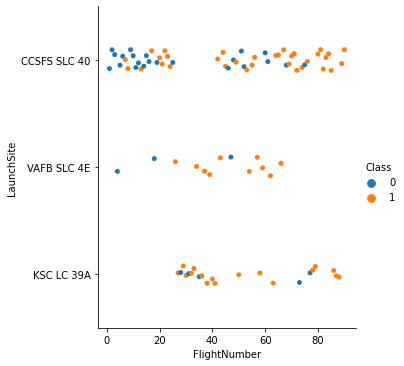 CCSFS SLC 40
VAFB SLC 4E
KSC LC 39A
LaunchSite
0 20 40 60 80
FlightNumber
Class
0
1